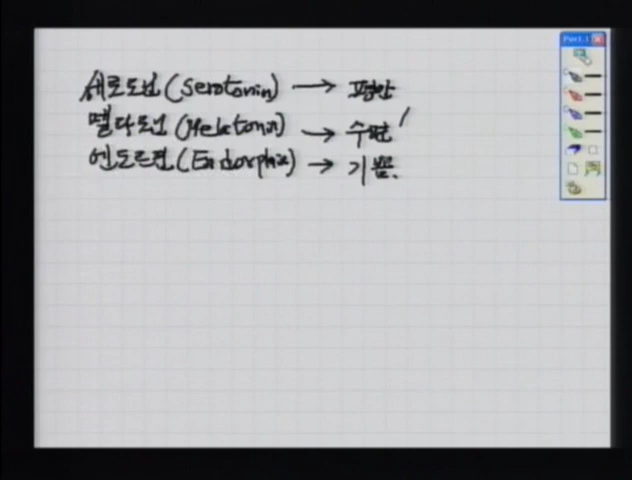 세로토닌 (Serotonin) → 평안
멜라토닌 (Melatonin) → 수면
엔도르핀 (Endorphin) → 기쁨.